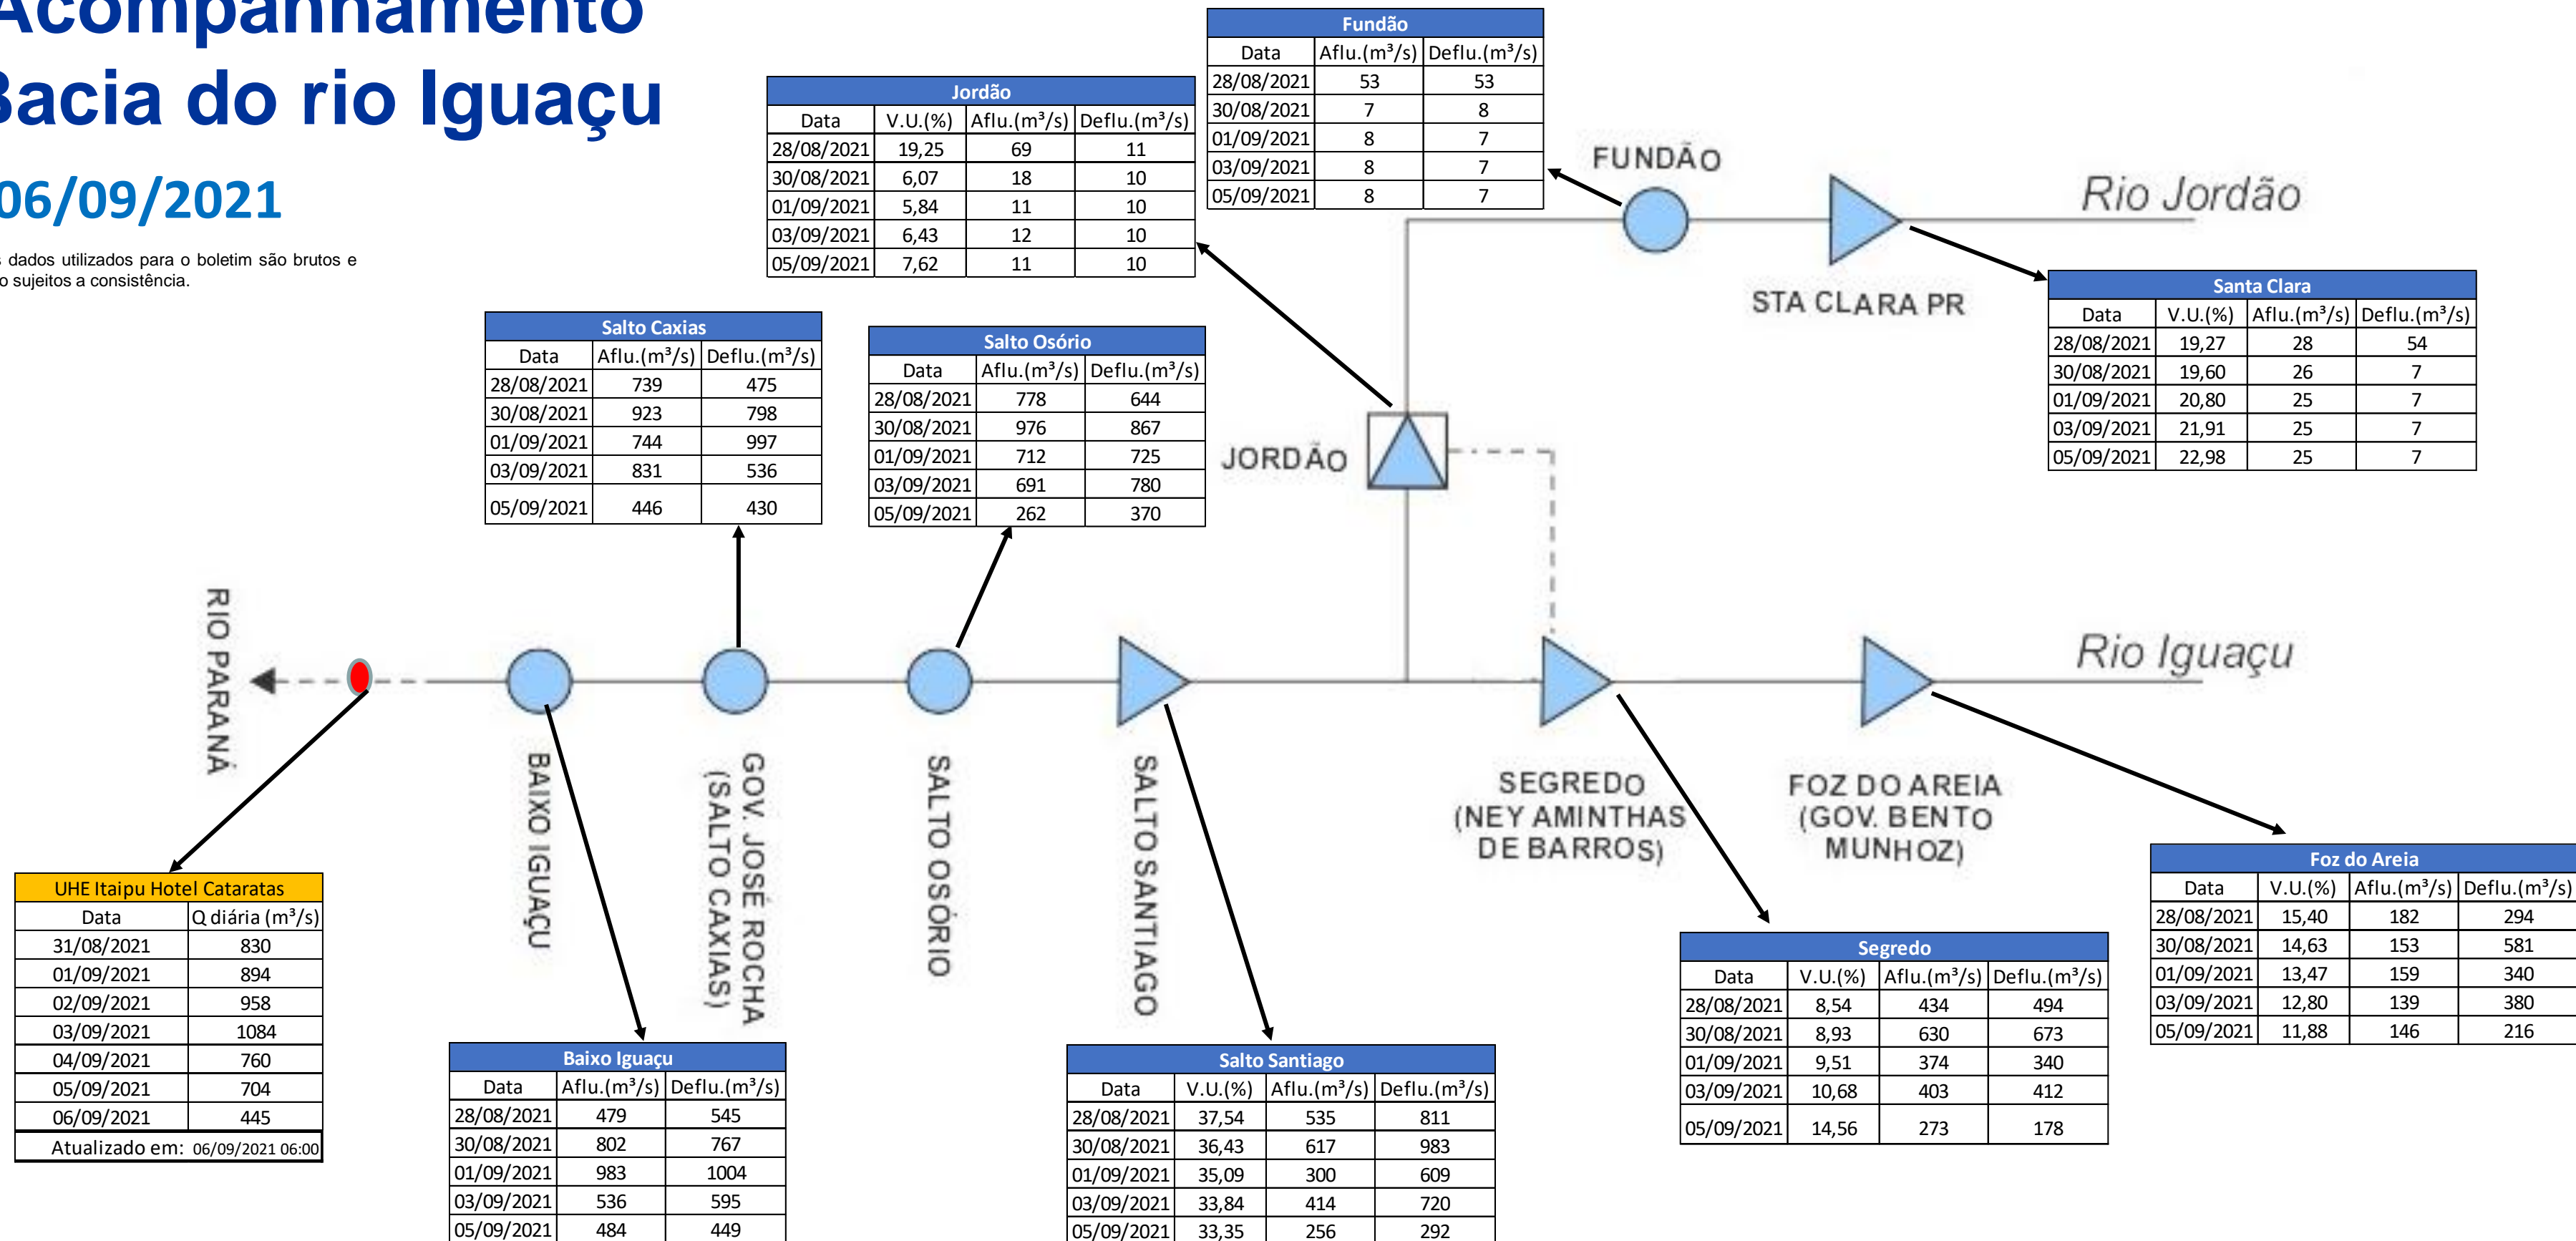 Acompanhamento
Bacia do rio Iguaçu
06/09/2021
dados utilizados para o boletim são brutos e
sujeitos a consistência.
Fundão
Data Aflu.(m³/s) Deflu.(m³/s)
28/08/2021 53 53
30/08/2021 7 8
01/09/2021 8 7
03/09/2021 8 7
05/09/2021 8 7
Jordão
Data V.U.(%) Aflu.(m³/s) Deflu.(m³/s)
28/08/2021 19,25 69 11
30/08/2021 6,07 18 10
01/09/2021 5,84 11 10
03/09/2021 6,43 12 10
05/09/2021 7,62 11 10
FUNDÃO
Rio Jordão
STA CLARA PR
Santa Clara
Data V.U.(%) Aflu.(m³/s) Deflu.(m³/s)
28/08/2021 19,27 28 54
30/08/2021 19,60 26 7
01/09/2021 20,80 25 7
03/09/2021 21,91 25 7
05/09/2021 22,98 25 7
Salto Caxias
Data Aflu.(m³/s) Deflu.(m³/s)
28/08/2021 739 475
30/08/2021 923 798
01/09/2021 744 997
03/09/2021 831 536
05/09/2021 446 430
Salto Osório
Data Aflu.(m³/s) Deflu.(m³/s)
28/08/2021 778 644
30/08/2021 976 867
01/09/2021 712 725
03/09/2021 691 780
05/09/2021 262 370
JORDÃO
RIO PARANÁ
Rio Iguaçu
BAIXO IGUAÇU
GOV. JOSÉ ROCHA
(SALTO CAXIAS)
SALTO OSÓRIO
SALTO SANTIAGO
SEGREDO
(NEY AMINTHAS
DE BARROS)
FOZ DO AREIA
(GOV. BENTO
MUNHOZ)
UHE Itaipu Hotel Cataratas
Data Q diária (m³/s)
31/08/2021 830
01/09/2021 894
02/09/2021 958
03/09/2021 1084
04/09/2021 760
05/09/2021 704
06/09/2021 445
Atualizado em: 06/09/2021 06:00
Baixo Iguaçu
Data Aflu.(m³/s) Deflu.(m³/s)
28/08/2021 479 545
30/08/2021 802 767
01/09/2021 983 1004
03/09/2021 536 595
05/09/2021 484 449
Salto Santiago
Data V.U.(%) Aflu.(m³/s) Deflu.(m³/s)
28/08/2021 37,54 535 811
30/08/2021 36,43 617 983
01/09/2021 35,09 300 609
03/09/2021 33,84 414 720
05/09/2021 33,35 256 292
Segredo
Data V.U.(%) Aflu.(m³/s) Deflu.(m³/s)
28/08/2021 8,54 434 494
30/08/2021 8,93 630 673
01/09/2021 9,51 374 340
03/09/2021 10,68 403 412
05/09/2021 14,56 273 178
Foz do Areia
Data V.U.(%) Aflu.(m³/s) Deflu.(m³/s)
28/08/2021 15,40 182 294
30/08/2021 14,63 153 581
01/09/2021 13,47 159 340
03/09/2021 12,80 139 380
05/09/2021 11,88 146 216